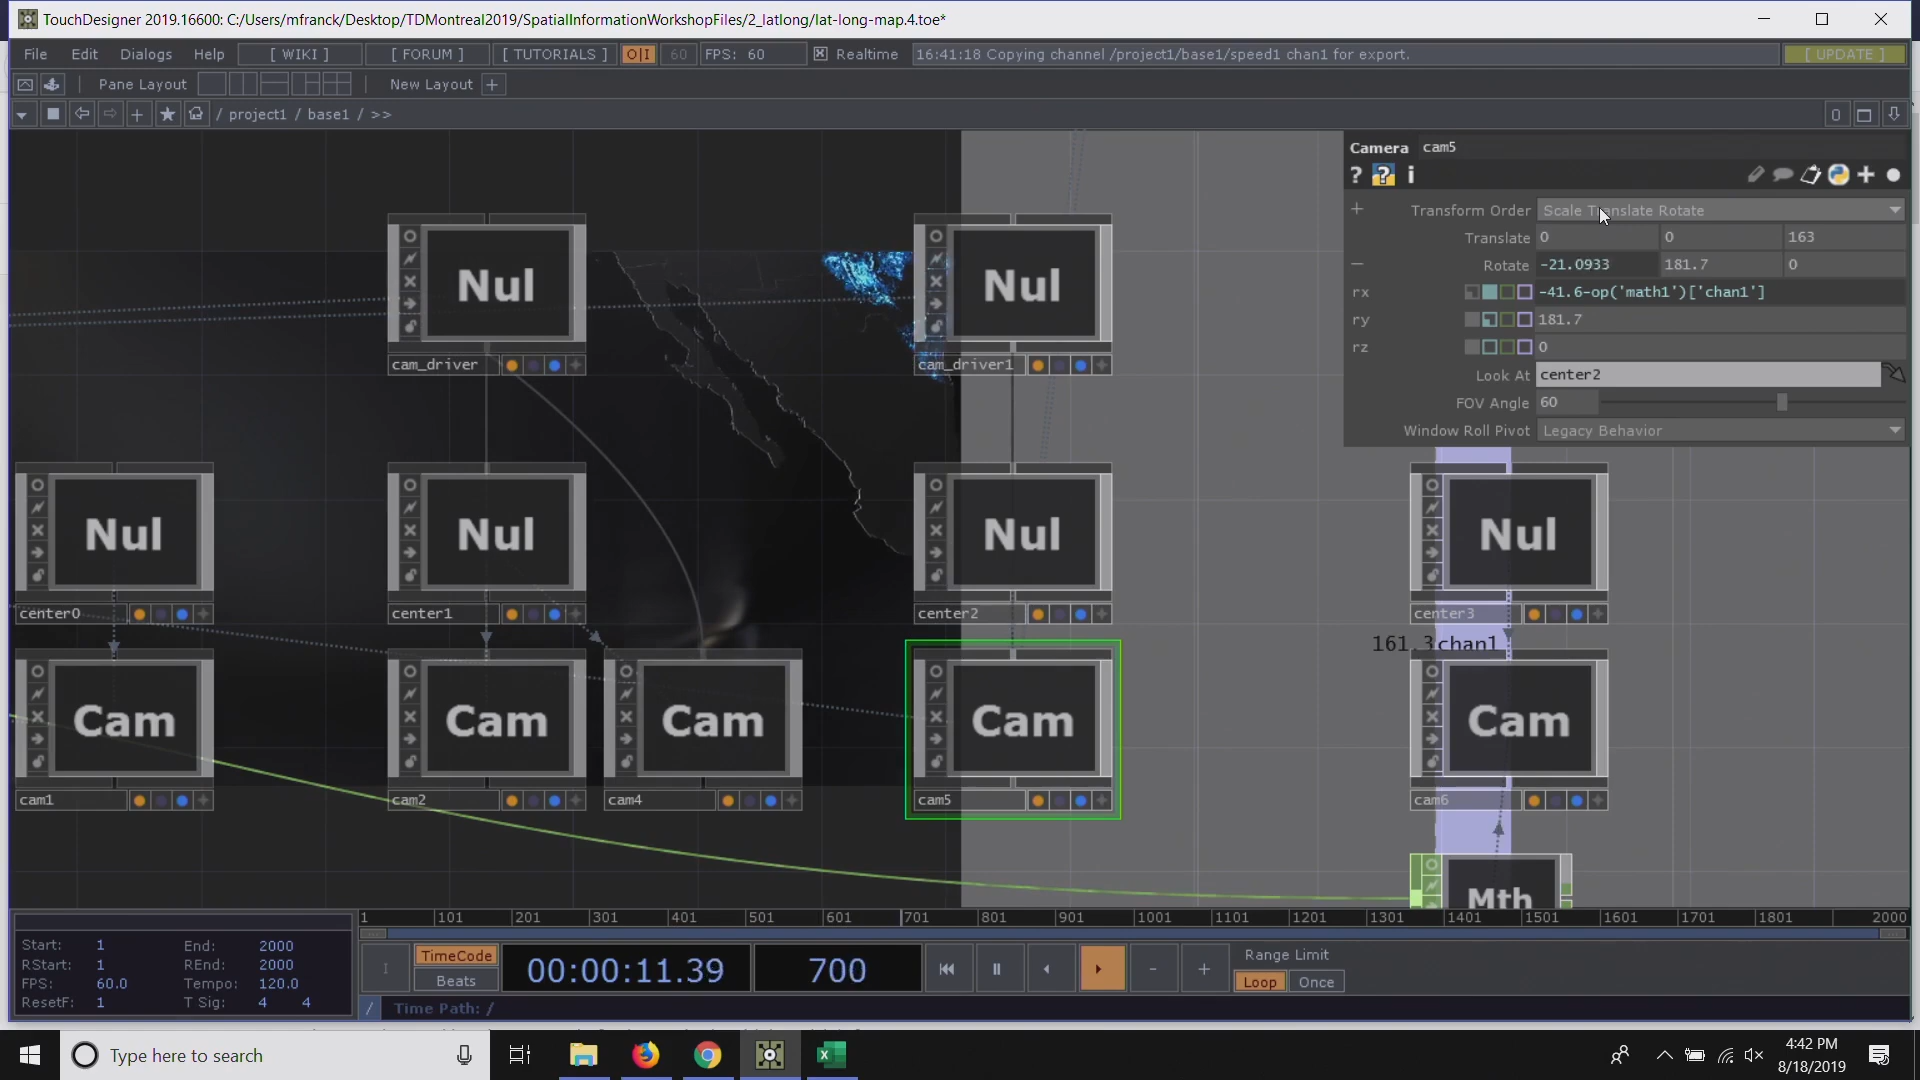 TouchDesigner 2019.16600: C:/Users/mfranck/Desktop/TDMontreal2019/SpatialInformationWorkshopFiles/2_latlong/lat-long-map.4.toe*
File Edit Dialogs Help [ WIKI ] [ FORUM ] [ TUTORIALS ] O|I 60 FPS: 60 Realtime 16:41:18 Copying channel /project1/base1/speed1 chan1 for export. [ UPDATE ]
Pane Layout New Layout +
/ project1 / base1 / >> 0
Camera cam5
? ? i
Transform Order Scale Translate Rotate
Translate 0 0 163
Rotate -21.0933 181.7 0
rx -41.6-op('math1')['chan1']
ry 181.7
rz 0
Look At center2
FOV Angle 60
Window Roll Pivot Legacy Behavior
Nul Nul
cam_driver cam_driver1
Nul Nul Nul Nul
center0 center1 center2 center3
161.3chan1
Cam Cam Cam Cam Cam
cam1 cam2 cam4 cam5 cam6
Mth
1 101 201 301 401 501 601 701 801 901 1001 1101 1201 1301 1401 1501 1601 1701 1801 2000
Start: 1 End: 2000
RStart: 1 REnd: 2000
FPS: 60.0 Tempo: 120.0
ResetF: 1 T Sig: 4 4
I TimeCode Beats 00:00:11.39 700 - + Range Limit
Loop Once
/ Time Path: /
Type here to search
4:42 PM
8/18/2019